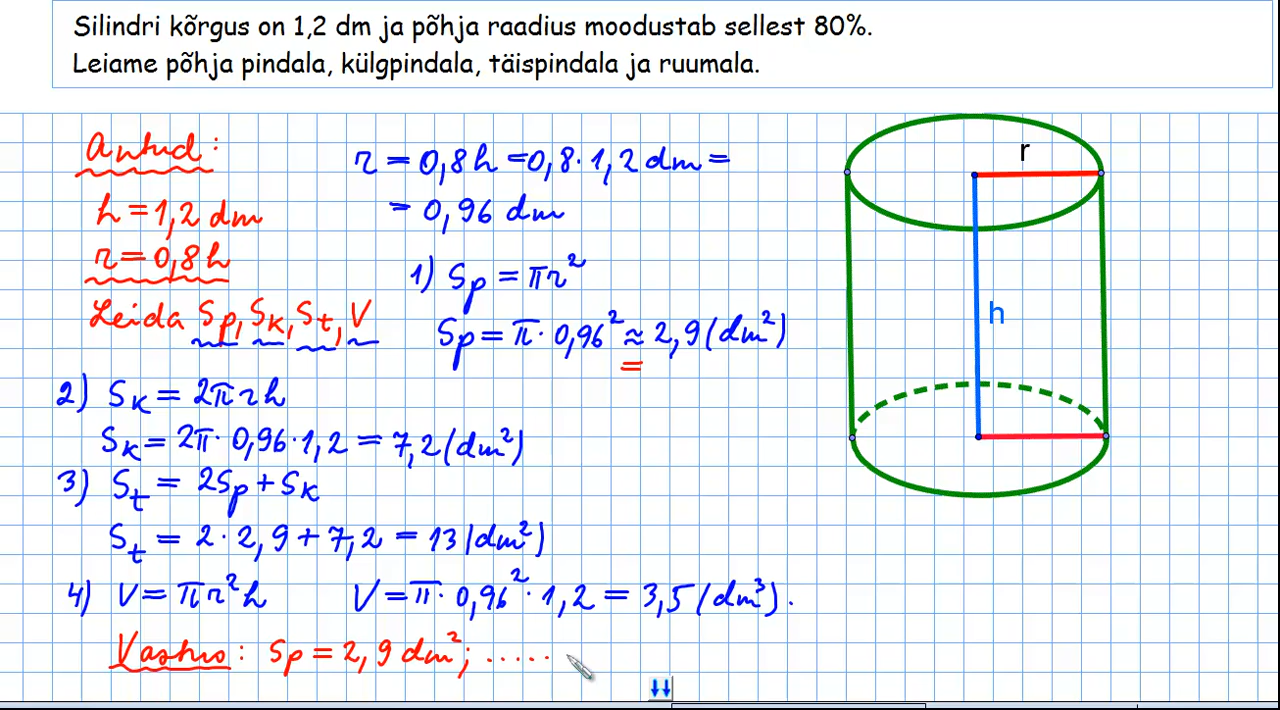 Silindri kõrgus on 1,2 dm ja põhja raadius moodustab sellest 80%.
Leiame põhja pindala, külgpindala, täispindala ja ruumala.
Antud:
h = 1,2 dm
r = 0,8h
Leida Sp, Sk, St, V
r = 0,8h = 0,8 · 1,2 dm =
= 0,96 dm
1) Sp = πr²
Sp = π · 0,96² ≈ 2,9 (dm²)
=
2) Sk = 2πrh
Sk = 2π · 0,96 · 1,2 = 7,2 (dm²)
3) St = 2Sp + Sk
St = 2 · 2,9 + 7,2 = 13 (dm²)
4) V = πr²h V = π · 0,96² · 1,2 = 3,5 (dm³).
Vastus: Sp = 2,9 dm²; .....
r
h